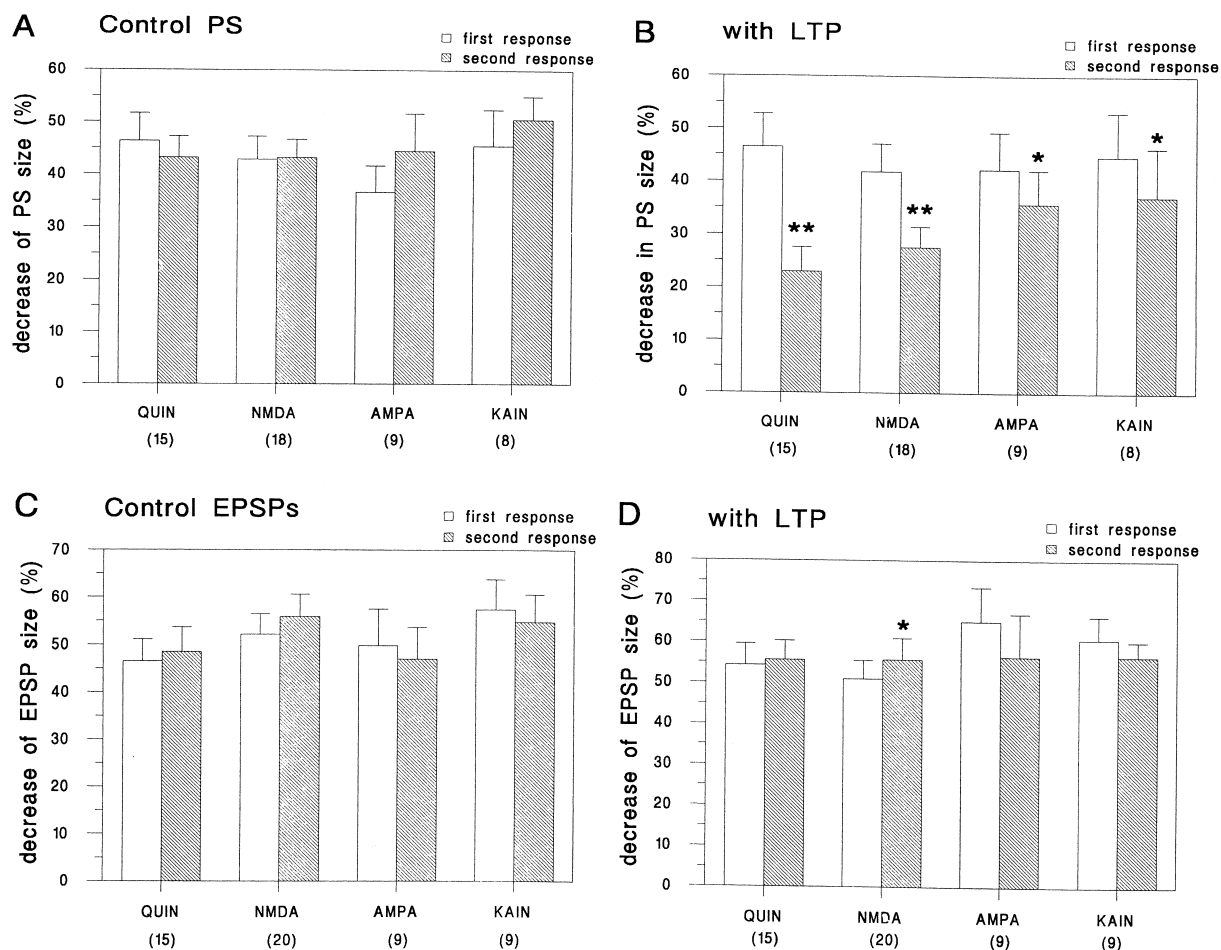 A Control PS
first response
second response
decrease of PS size (%)
60
50
40
30
20
10
0
QUIN NMDA AMPA KAIN
(15) (18) (9) (8)
B with LTP
first response
second response
decrease in PS size (%)
60
50
40
30
20
10
0
** ** * *
QUIN NMDA AMPA KAIN
(15) (18) (9) (8)
C Control EPSPs
first response
second response
decrease of EPSP size (%)
70
60
50
40
30
20
10
0
QUIN NMDA AMPA KAIN
(15) (20) (9) (9)
D with LTP
first response
second response
decrease of EPSP size (%)
80
70
60
50
40
30
20
10
0
*
QUIN NMDA AMPA KAIN
(15) (20) (9) (9)